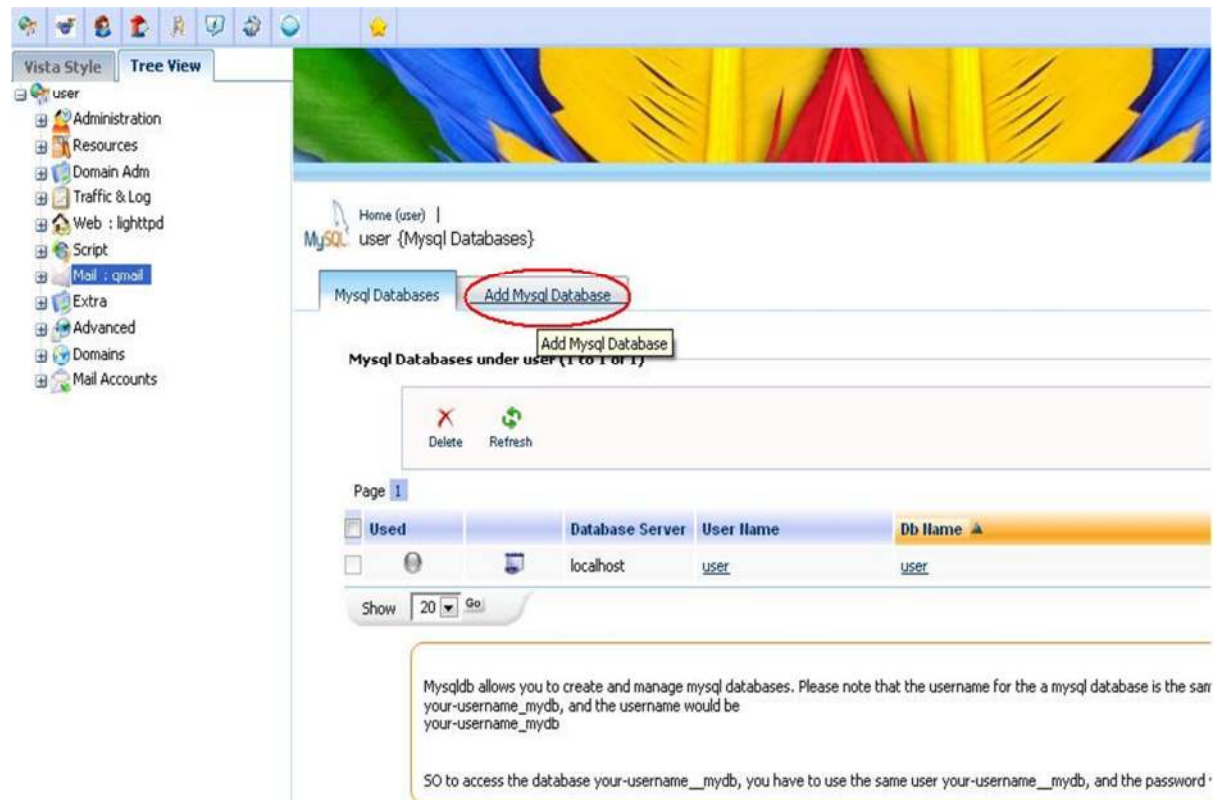 Vista Style
Tree View
user
Administration
Resources
Domain Adm
Traffic & Log
Web : lighttpd
Script
Mail : qmail
Extra
Advanced
Domains
Mail Accounts
MySQL
Home (user) |
user {Mysql Databases}
Mysql Databases
Add Mysql Database
Add Mysql Database
Mysql Databases under user (1 to 1 of 1)
Delete
Refresh
Page 1
Used Database Server User Name Db Name
localhost user user
Show 20 Go
Mysqldb allows you to create and manage mysql databases. Please note that the username for the a mysql database is the
your-username_mydb, and the username would be
your-username_mydb
SO to access the database your-username__mydb, you have to use the same user your-username__mydb, and the password